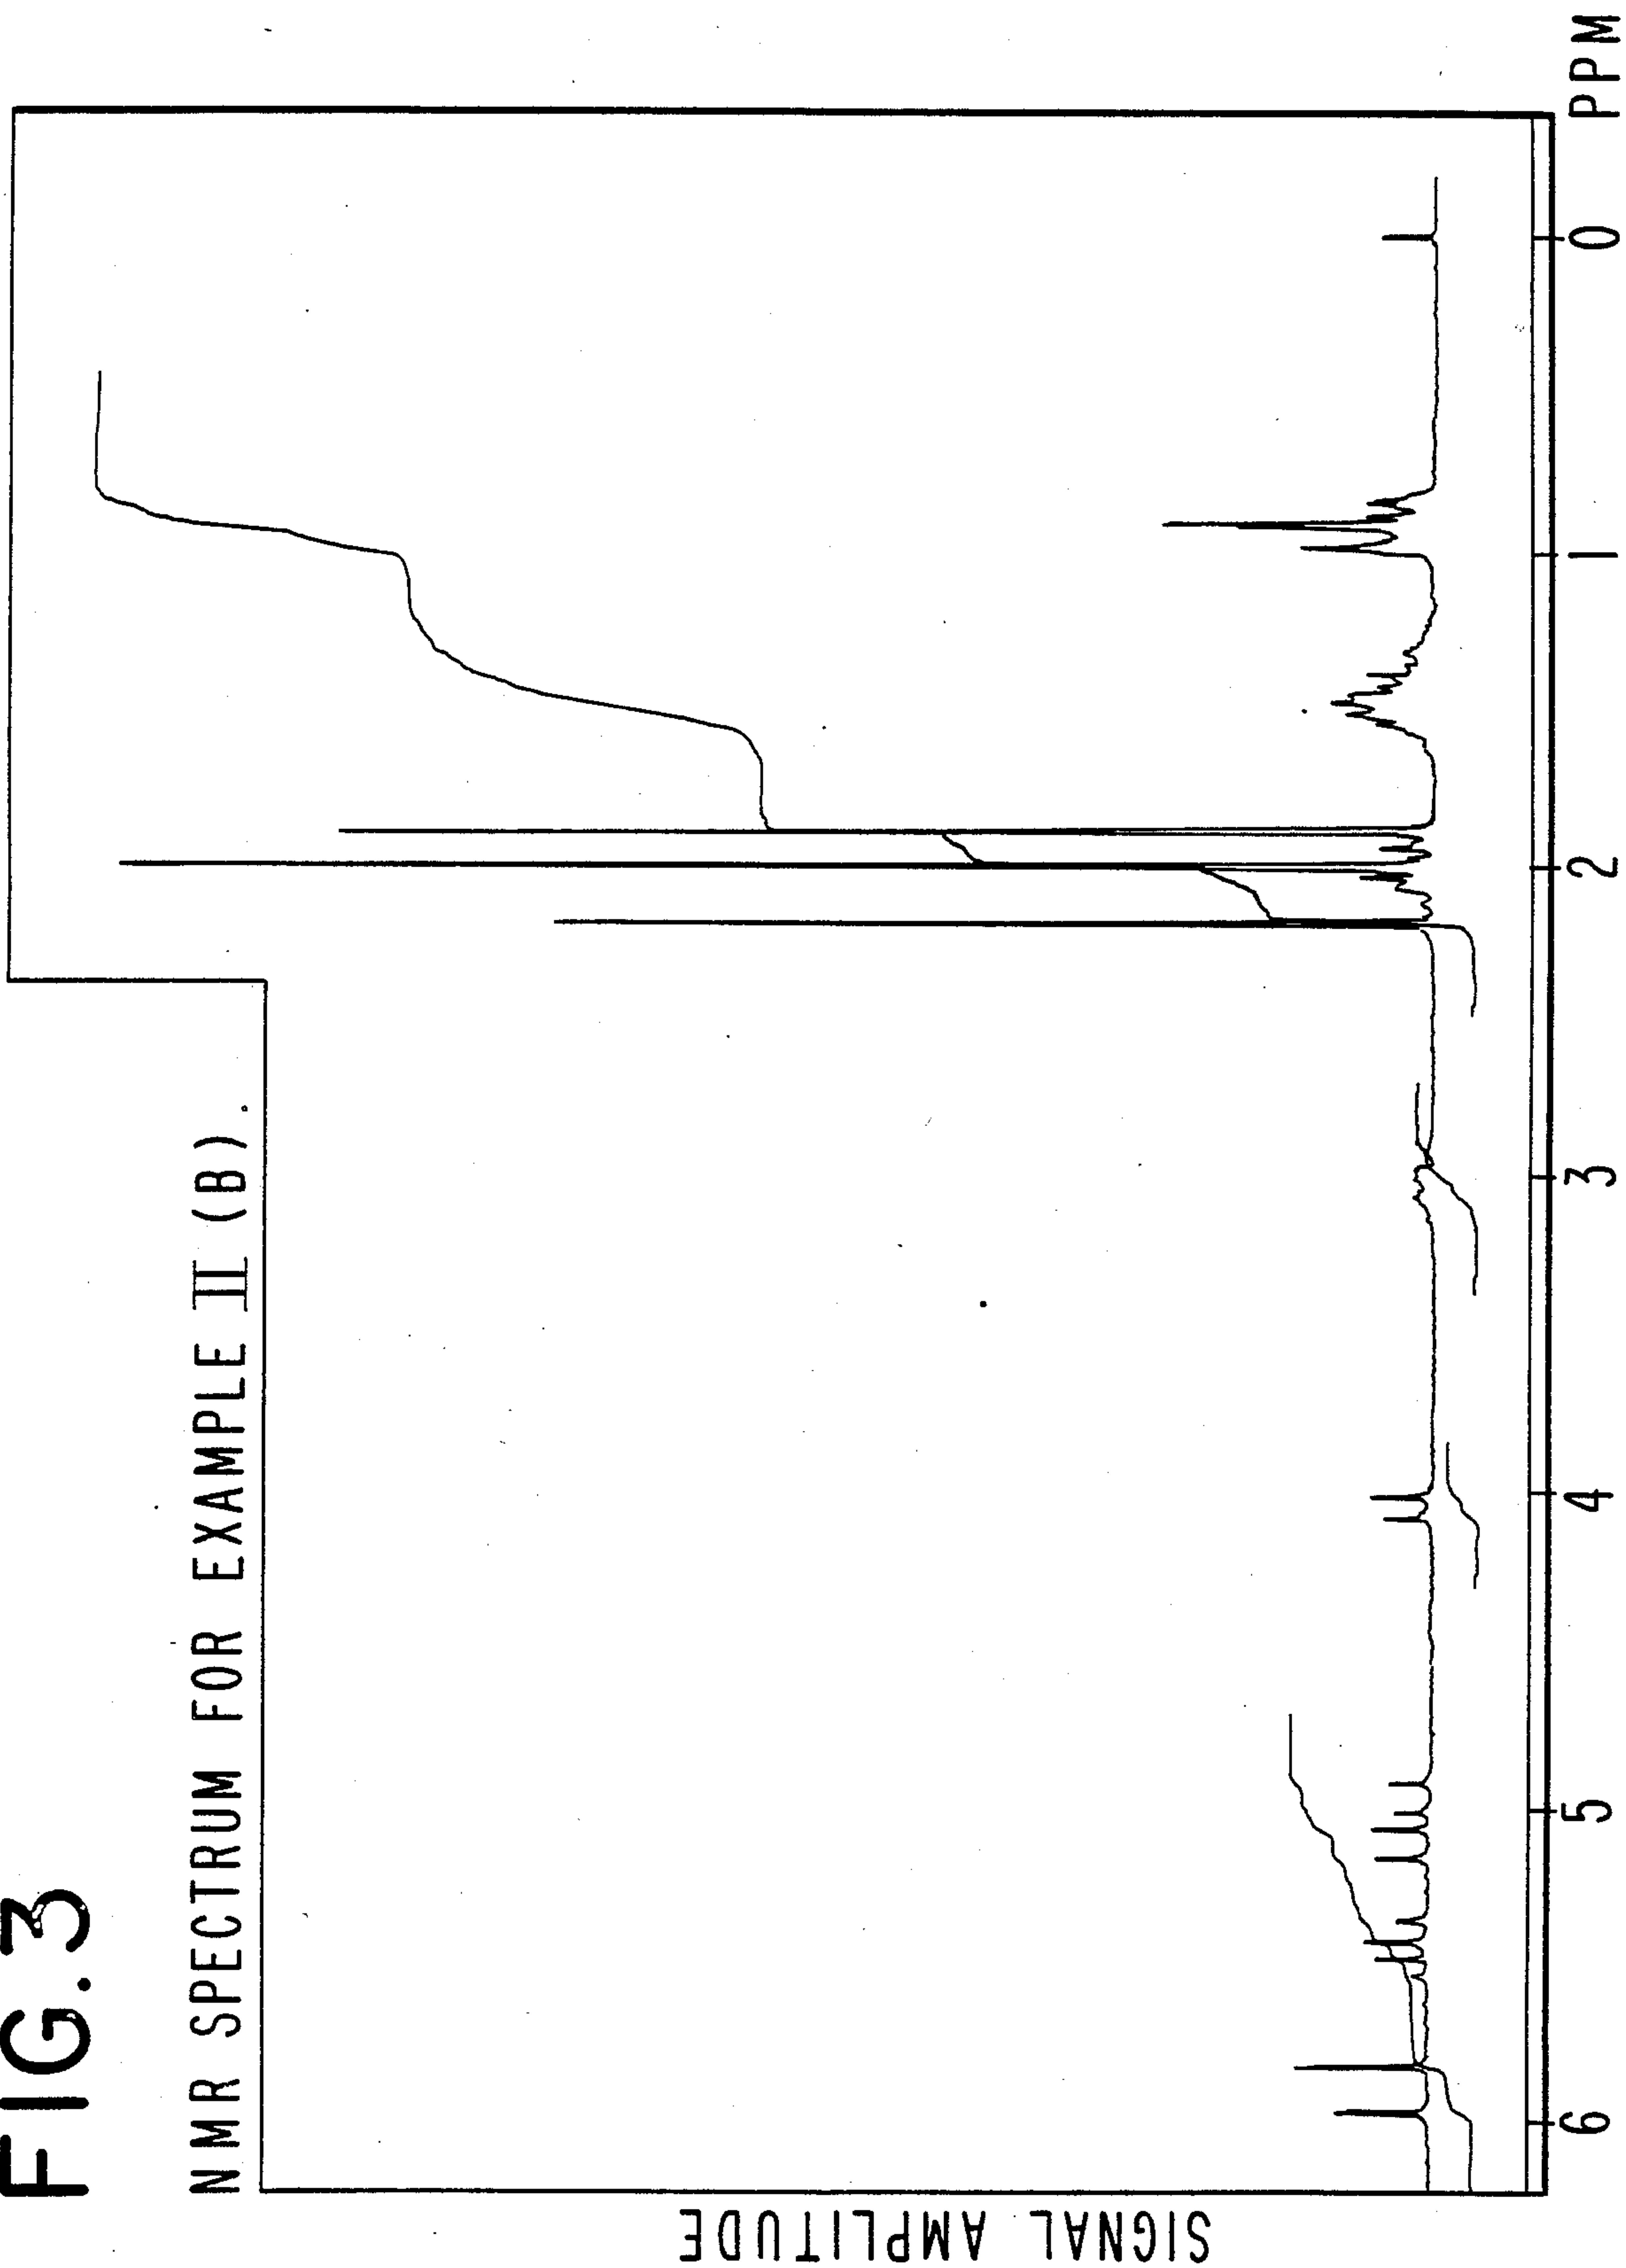 FIG.3
NMR SPECTRUM FOR EXAMPLE II (B).
SIGNAL AMPLITUDE
6 5 4 3 2 1 0 PPM